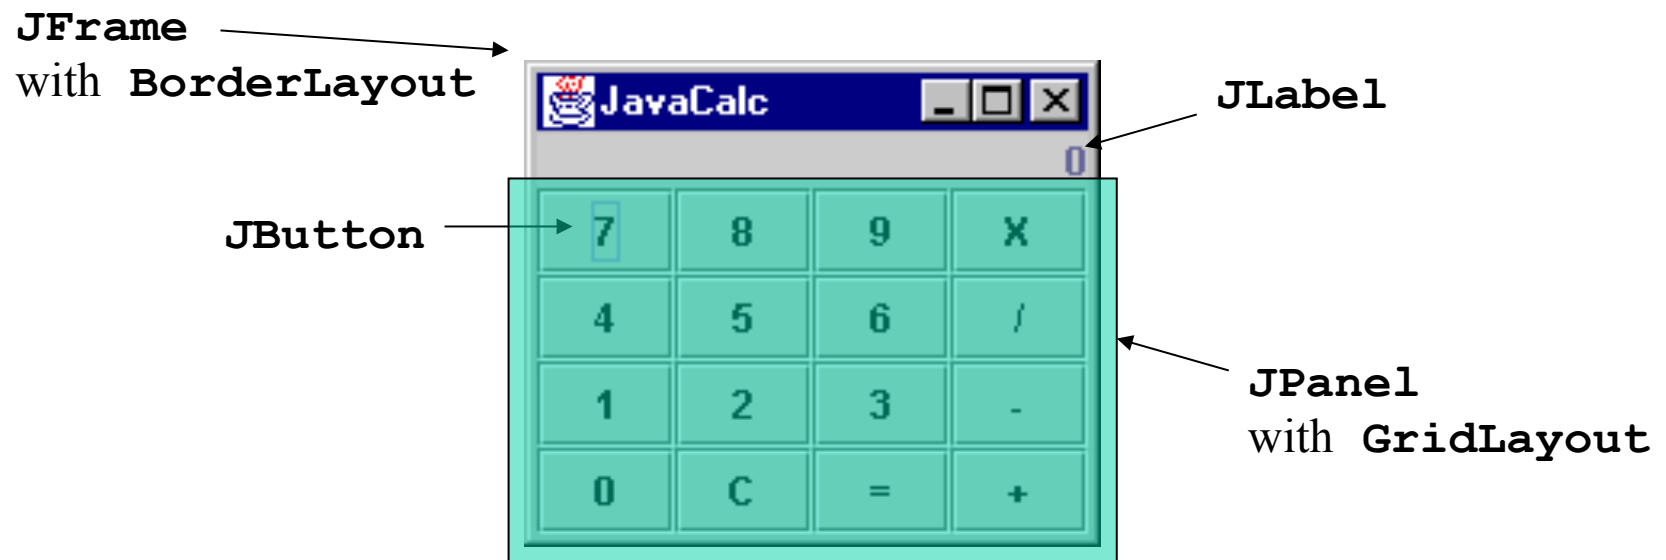 JFrame
with BorderLayout
JavaCalc
JLabel
0
JButton
7 8 9 X
4 5 6 /
1 2 3 -
0 C = +
JPanel
with GridLayout